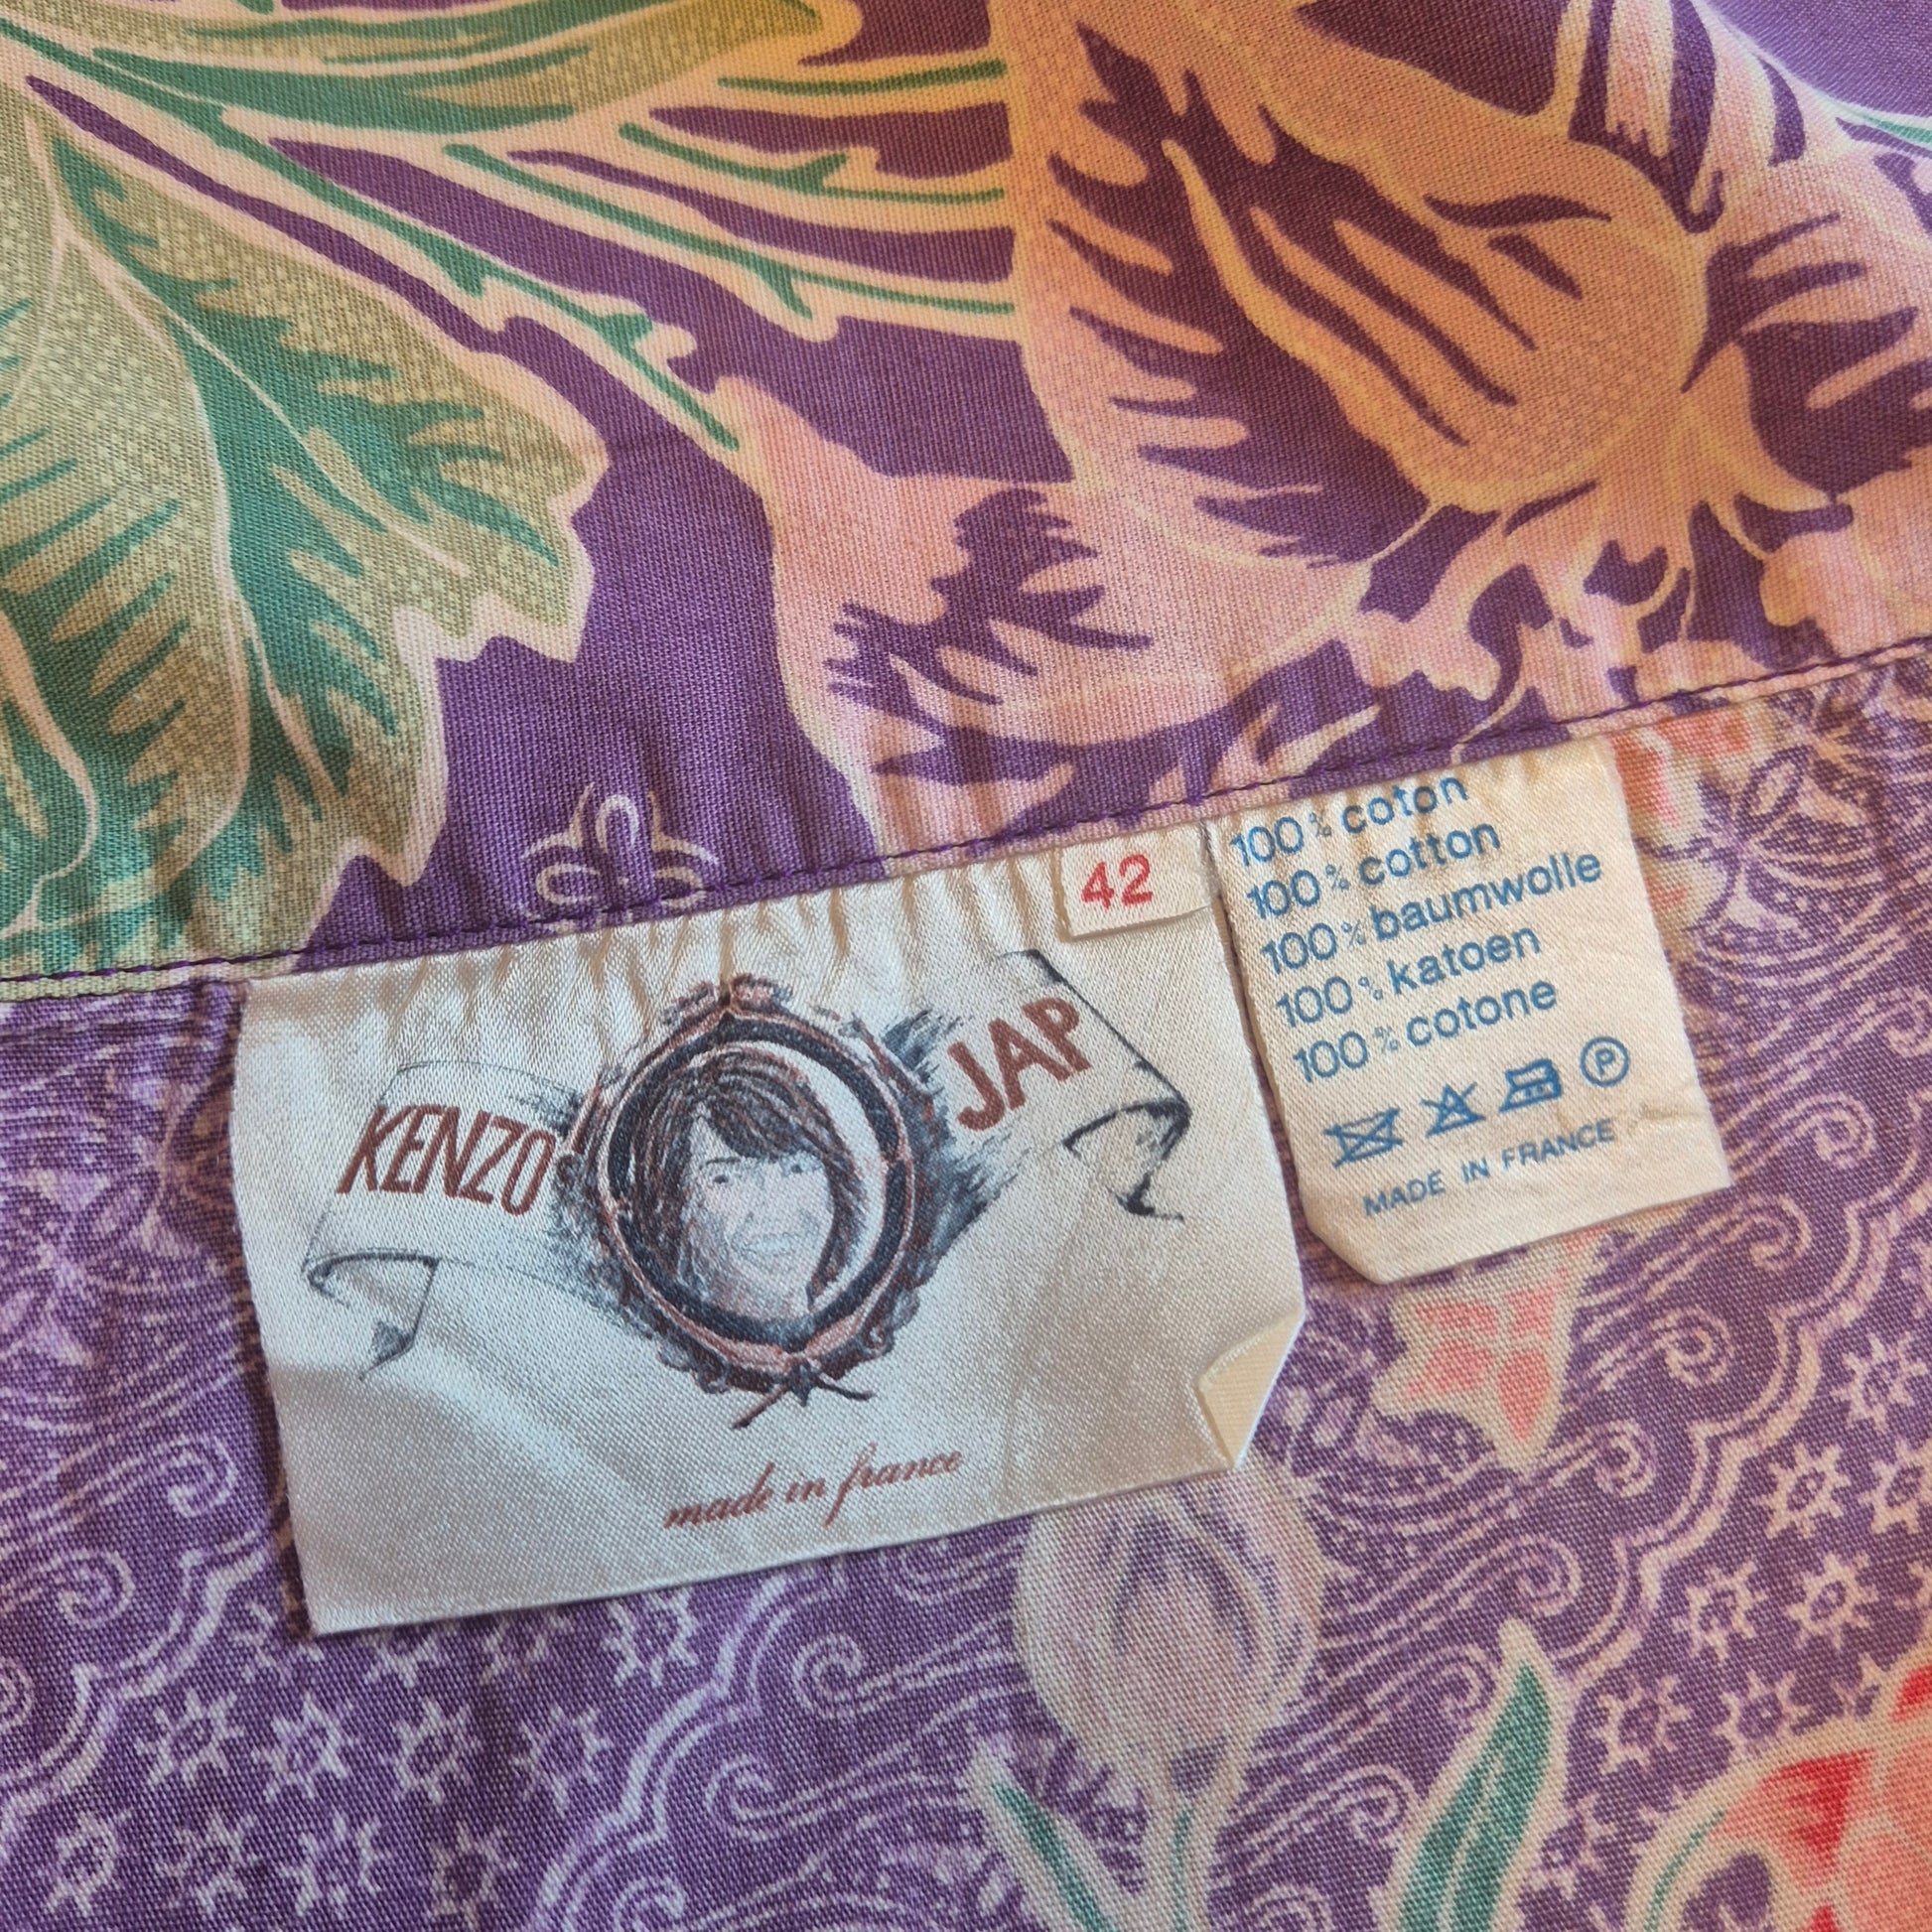 KENZO JAP
made in france
42
100% coton
100% cotton
100% baumwolle
100% katoen
100% cotone
P
MADE IN FRANCE